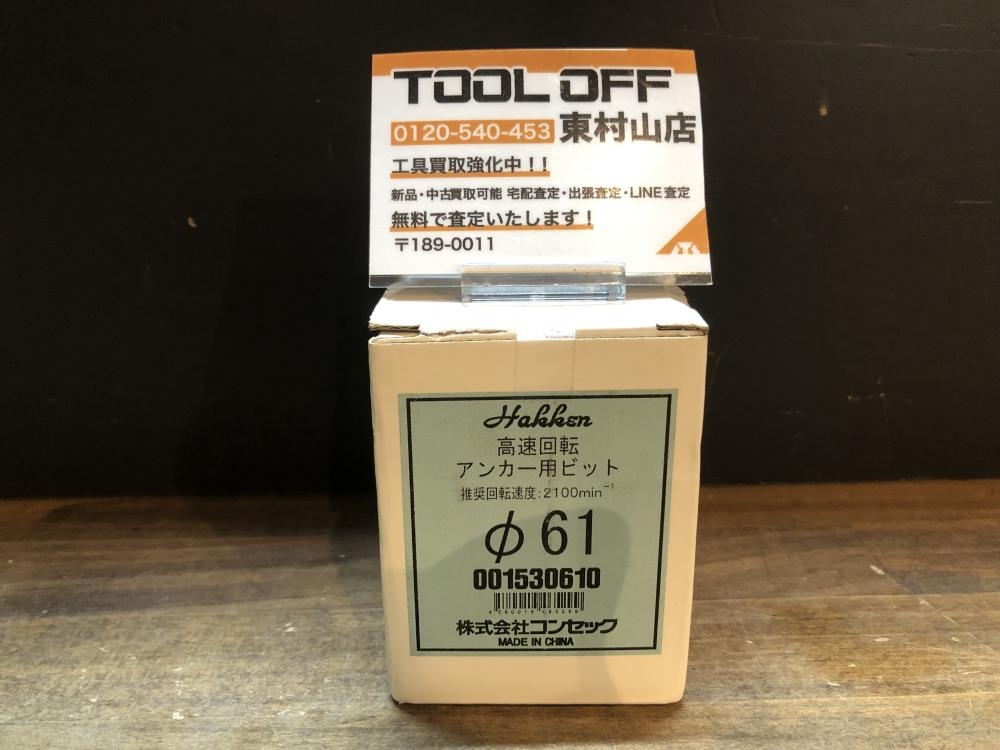 TOOL OFF
0120-540-453 東村山店
工具買取強化中!!
新品・中古買取可能 宅配査定・出張査定・LINE査定
無料で査定いたします!
〒189-0011
Hakken
高速回転
アンカー用ビット
推奨回転速度:2100min⁻¹
φ61
001530610
株式会社コンセック
MADE IN CHINA